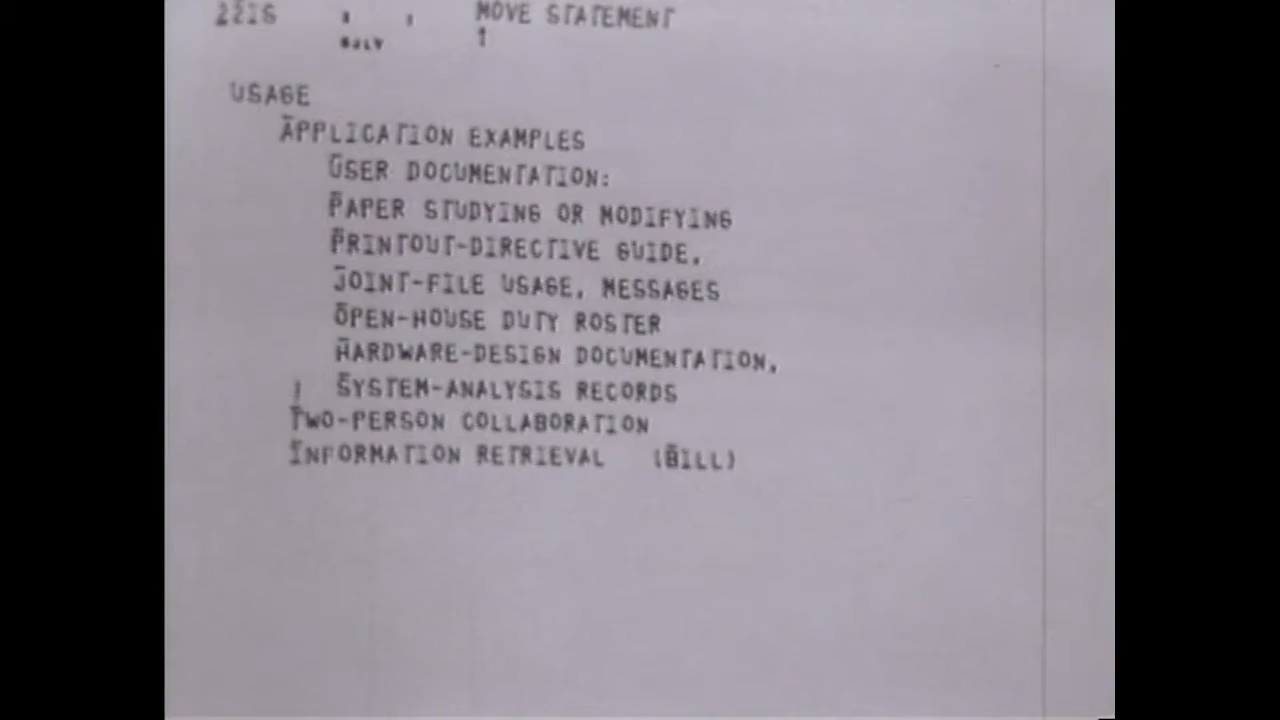 MOVE STATEMENT
USAGE
APPLICATION EXAMPLES
USER DOCUMENTATION:
PAPER STUDYING OR MODIFYING
PRINTOUT-DIRECTIVE GUIDE,
JOINT-FILE USAGE, MESSAGES
OPEN-HOUSE DUTY ROSTER
HARDWARE-DESIGN DOCUMENTATION,
SYSTEM-ANALYSIS RECORDS
TWO-PERSON COLLABORATION
INFORMATION RETRIEVAL (BILL)